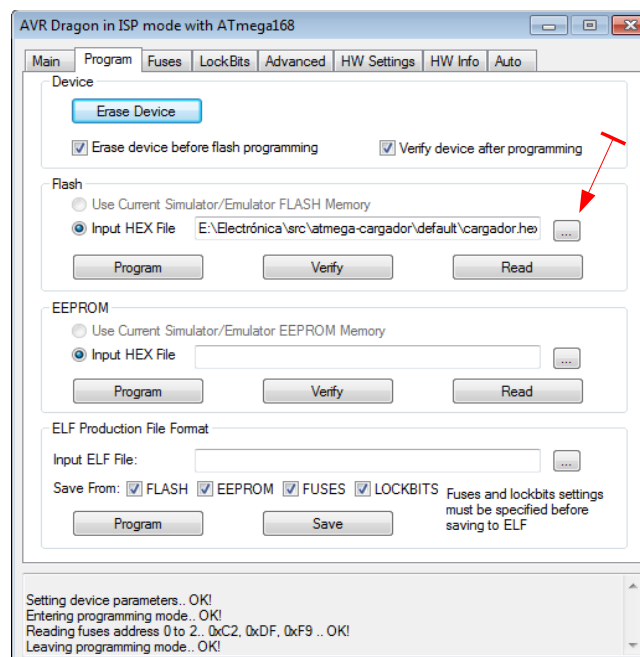 AVR Dragon in ISP mode with ATmega168
Main Program Fuses LockBits Advanced HW Settings HW Info Auto
Device
Erase Device
Erase device before flash programming Verify device after programming
Flash
Use Current Simulator/Emulator FLASH Memory
Input HEX File E:\Electrónica\src\atmega-cargador\default\cargador.hex ...
Program Verify Read
EEPROM
Use Current Simulator/Emulator EEPROM Memory
Input HEX File ...
Program Verify Read
ELF Production File Format
Input ELF File: ...
Save From: FLASH EEPROM FUSES LOCKBITS
Fuses and lockbits settings
must be specified before
saving to ELF
Program Save
Setting device parameters.. OK!
Entering programming mode.. OK!
Reading fuses address 0 to 2.. 0xC2, 0xDF, 0xF9 .. OK!
Leaving programming mode.. OK!